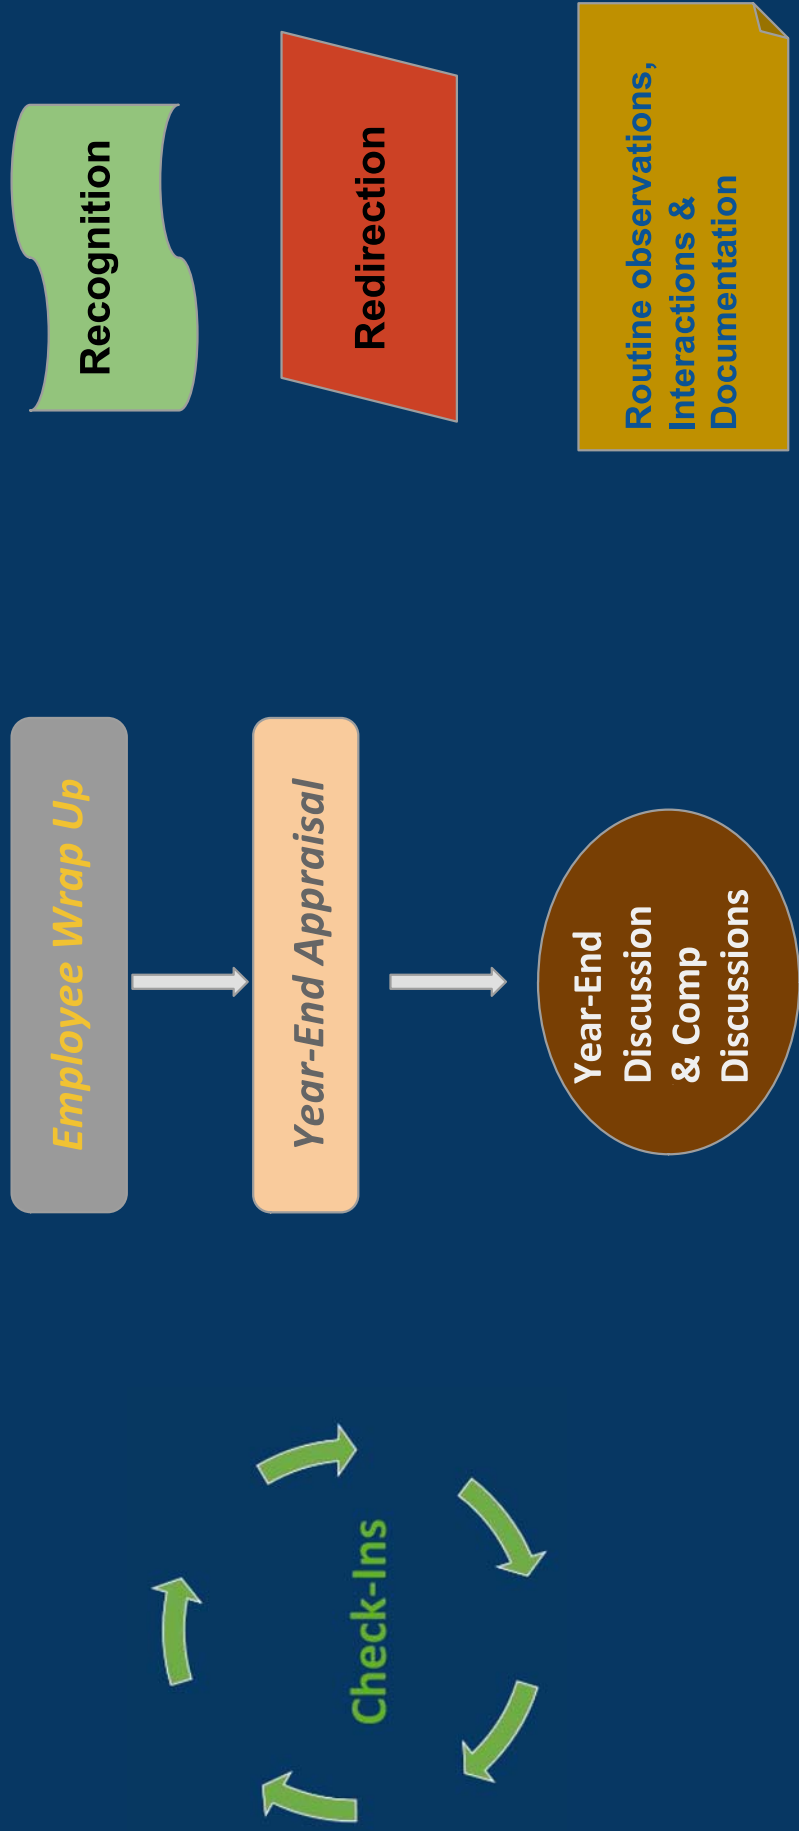 Check-Ins
Employee Wrap Up
Year-End Appraisal
Year-End
Discussion
& Comp
Discussions
Recognition
Redirection
Routine observations,
Interactions &
Documentation